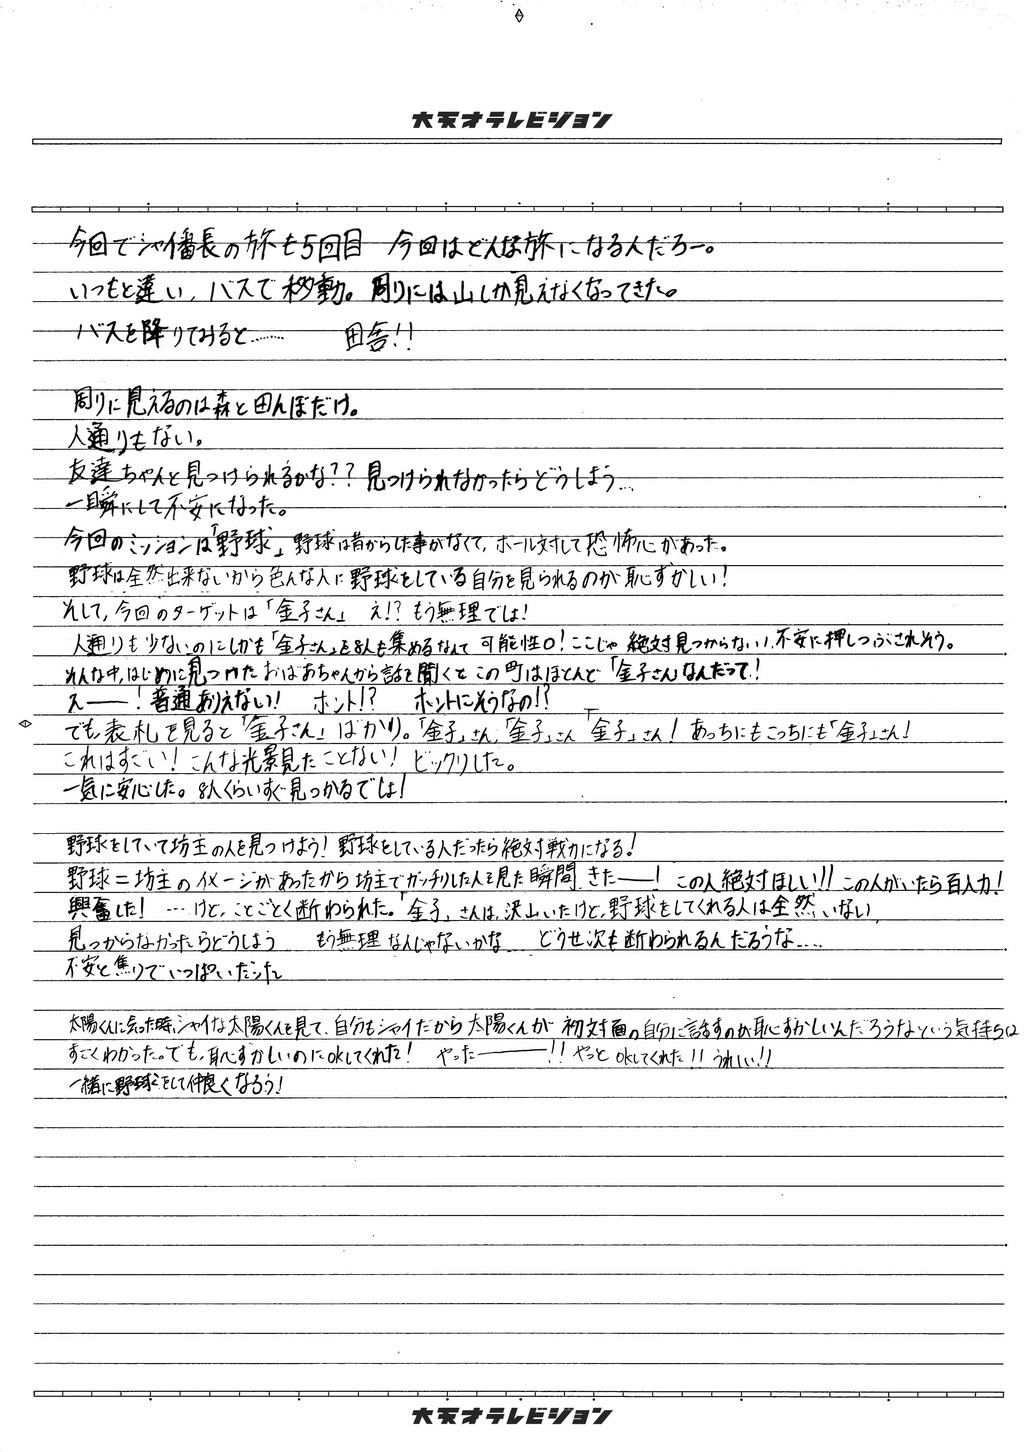 大天才テレビジョン
今回でシャイ番長の旅も5回目 今回はどんな旅になるんだろー。
いつもと違い、バスで移動。周りには山しか見えなくなってきた。
バスを降りてみると…… 田舎!!
周りに見えるのは森と田んぼだけ。
人通りもない。
友達ちゃんと見つけられるかな?? 見つけられなかったらどうしよう…
一瞬にして不安になった。
今回のミッションは「野球」野球は昔からした事がなくて、ボール対して恐怖心があった。
野球は全然出来ないから色んな人に野球をしている自分を見られるのが恥ずかしい!
そして、今回のターゲットは「金子さん」 え!? もう無理では!
人通りも少ないのにしかも「金子さん」を8人も集めるなんて可能性0! ここじゃ絶対見つからない!不安に押しつぶされそう。
そんな中、はじめに見つけたおばあちゃんから話を聞くとこの町はほとんど「金子さんなんだって!
え――! 普通ありえない! ホント!? ホントにそうなの!?
でも表札を見ると「金子さん」ばかり。「金子」さん「金子」さん「金子」さん! あっちにもこっちにも「金子」さん!
これはすごい! こんな光景見たことない! ビックリした。
一気に安心した。8人くらいすぐ見つかるでは!
野球をしていて坊主の人を見つけよう! 野球をしている人だったら絶対戦力になる!
野球=坊主のイメージがあったから坊主でガッチリした人を見た瞬間 きた――! この人絶対ほしい!! この人がいたら百人力!
興奮した! …けど、ことごとく断わられた。「金子」さんは、沢山いたけど、野球をしてくれる人は全然いない
見つからなかったらどうしよう もう無理なんじゃないかな… どうせ次も断わられるんだろうな……
不安と焦りでいっぱいだった
太陽くんに会った時、シャイな太陽くんを見て、自分もシャイだから太陽くんが初対面の自分に話すのが恥ずかしいんだろうなという気持ちは
すごくわかった。でも、恥ずかしいのにOKしてくれた! やった―――!! やっとOKしてくれた!! うれしい!!
一緒に野球をして仲良くなろう!
大天才テレビジョン